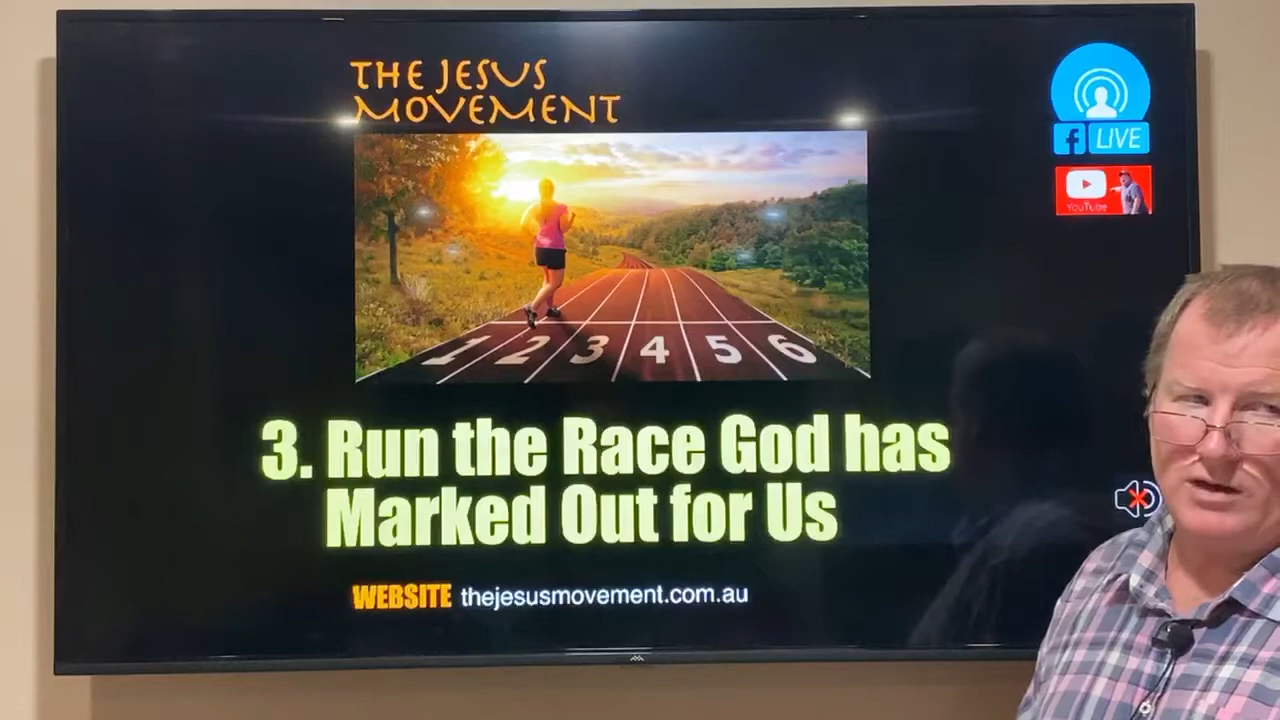 THE JESUS
MOVEMENT
LIVE
YouTube
1 2 3 4 5 6
3. Run the Race God has
Marked Out for Us
WEBSITE thejesusmovement.com.au